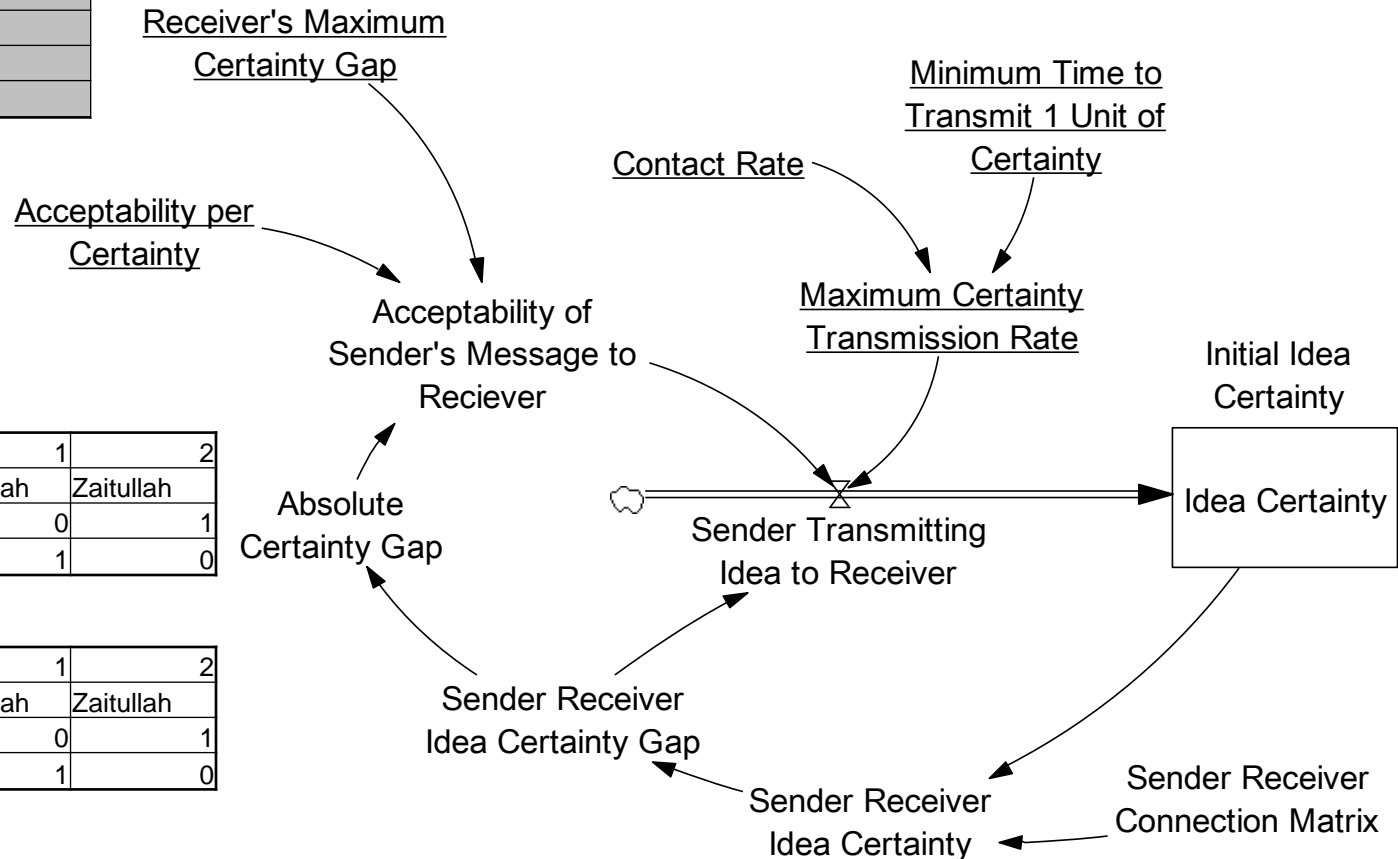 Receiver's Maximum
Certainty Gap
Minimum Time to
Transmit 1 Unit of
Certainty
Contact Rate
Acceptability per
Certainty
Maximum Certainty
Transmission Rate
Acceptability of
Sender's Message to
Reciever
Initial Idea
Certainty
Idea Certainty
1 2
ah Zaitullah
0 1
1 0
Absolute
Certainty Gap
Sender Transmitting
Idea to Receiver
1 2
ah Zaitullah
0 1
1 0
Sender Receiver
Idea Certainty Gap
Sender Receiver
Idea Certainty
Sender Receiver
Connection Matrix